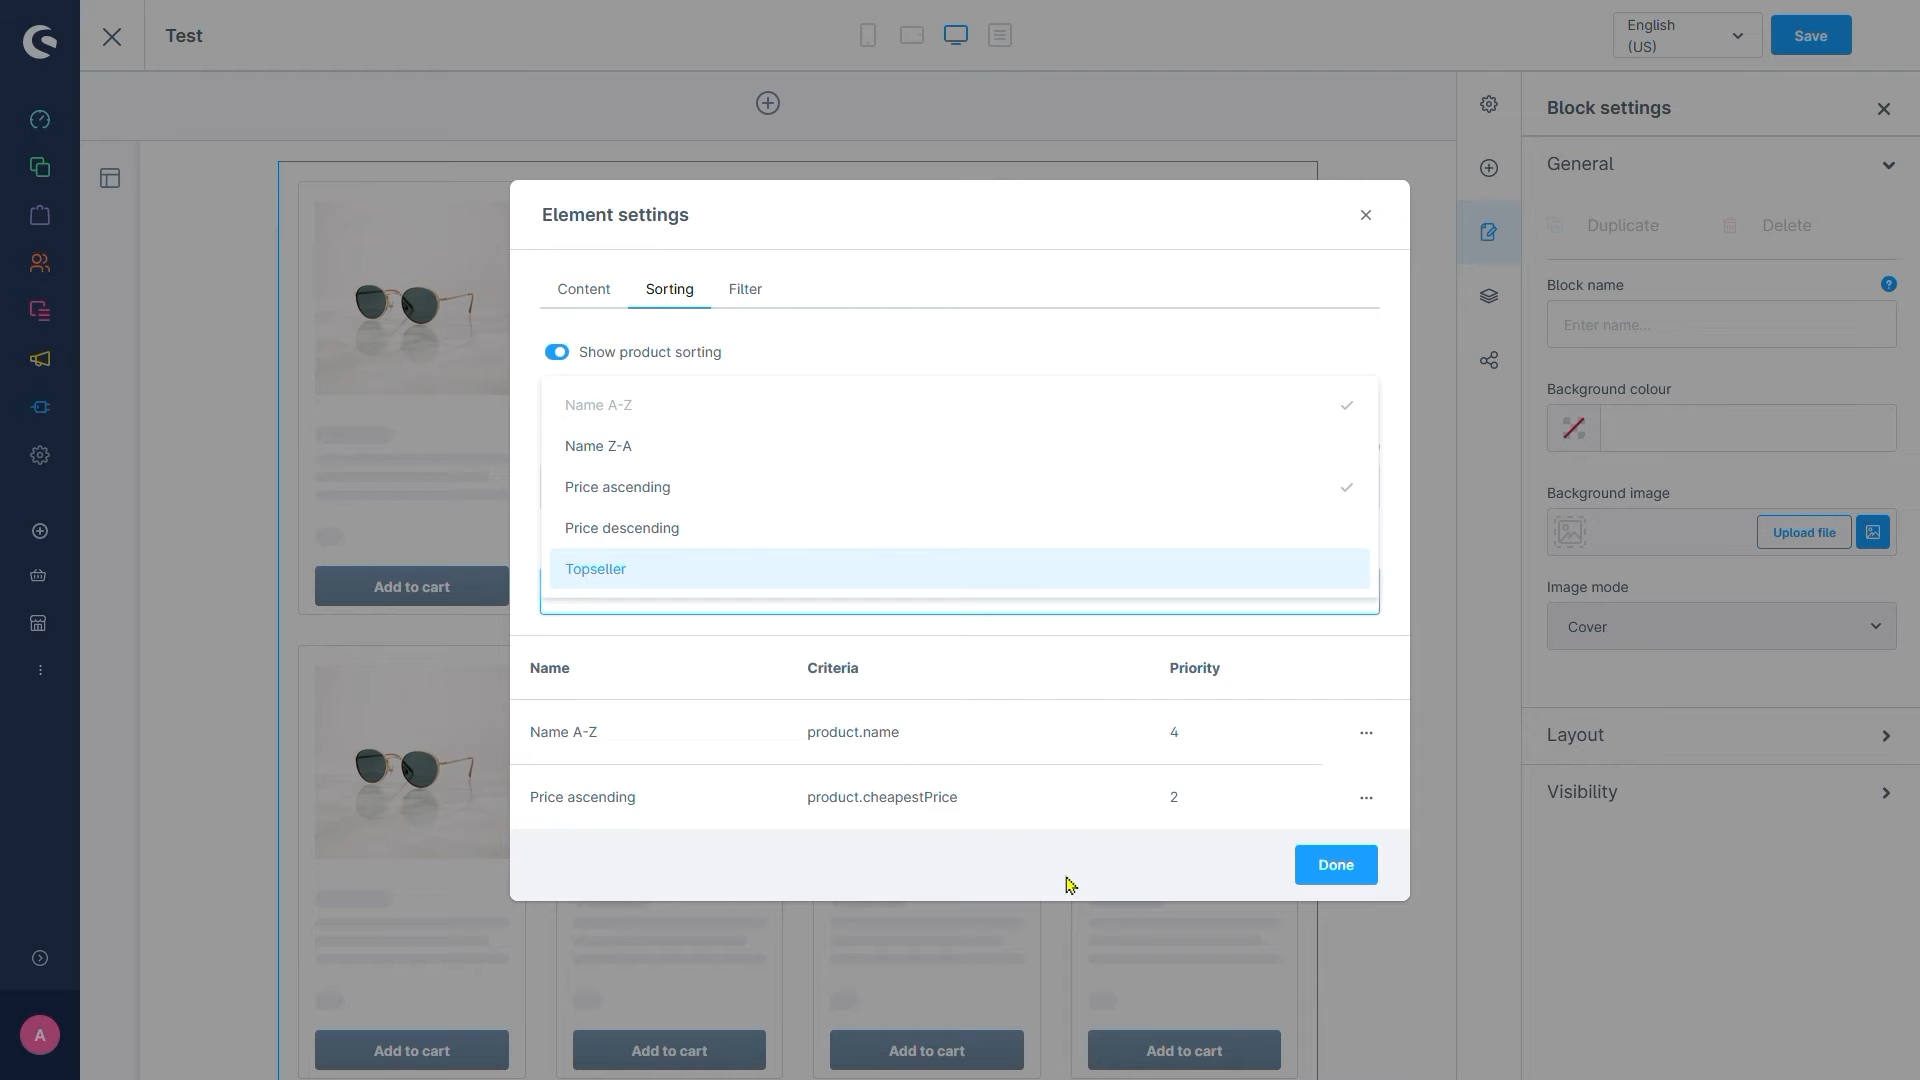 Test
English
(US)
Save
Block settings
General
Duplicate
Delete
Block name
?
Enter name...
Background colour
Background image
Upload file
Image mode
Cover
Layout
Visibility
Element settings
Content
Sorting
Filter
Show product sorting
Name A-Z
Name Z-A
Price ascending
Price descending
Topseller
Name
Criteria
Priority
Name A-Z
product.name
4
Price ascending
product.cheapestPrice
2
Done
Add to cart
Add to cart
Add to cart
Add to cart
Add to cart
A